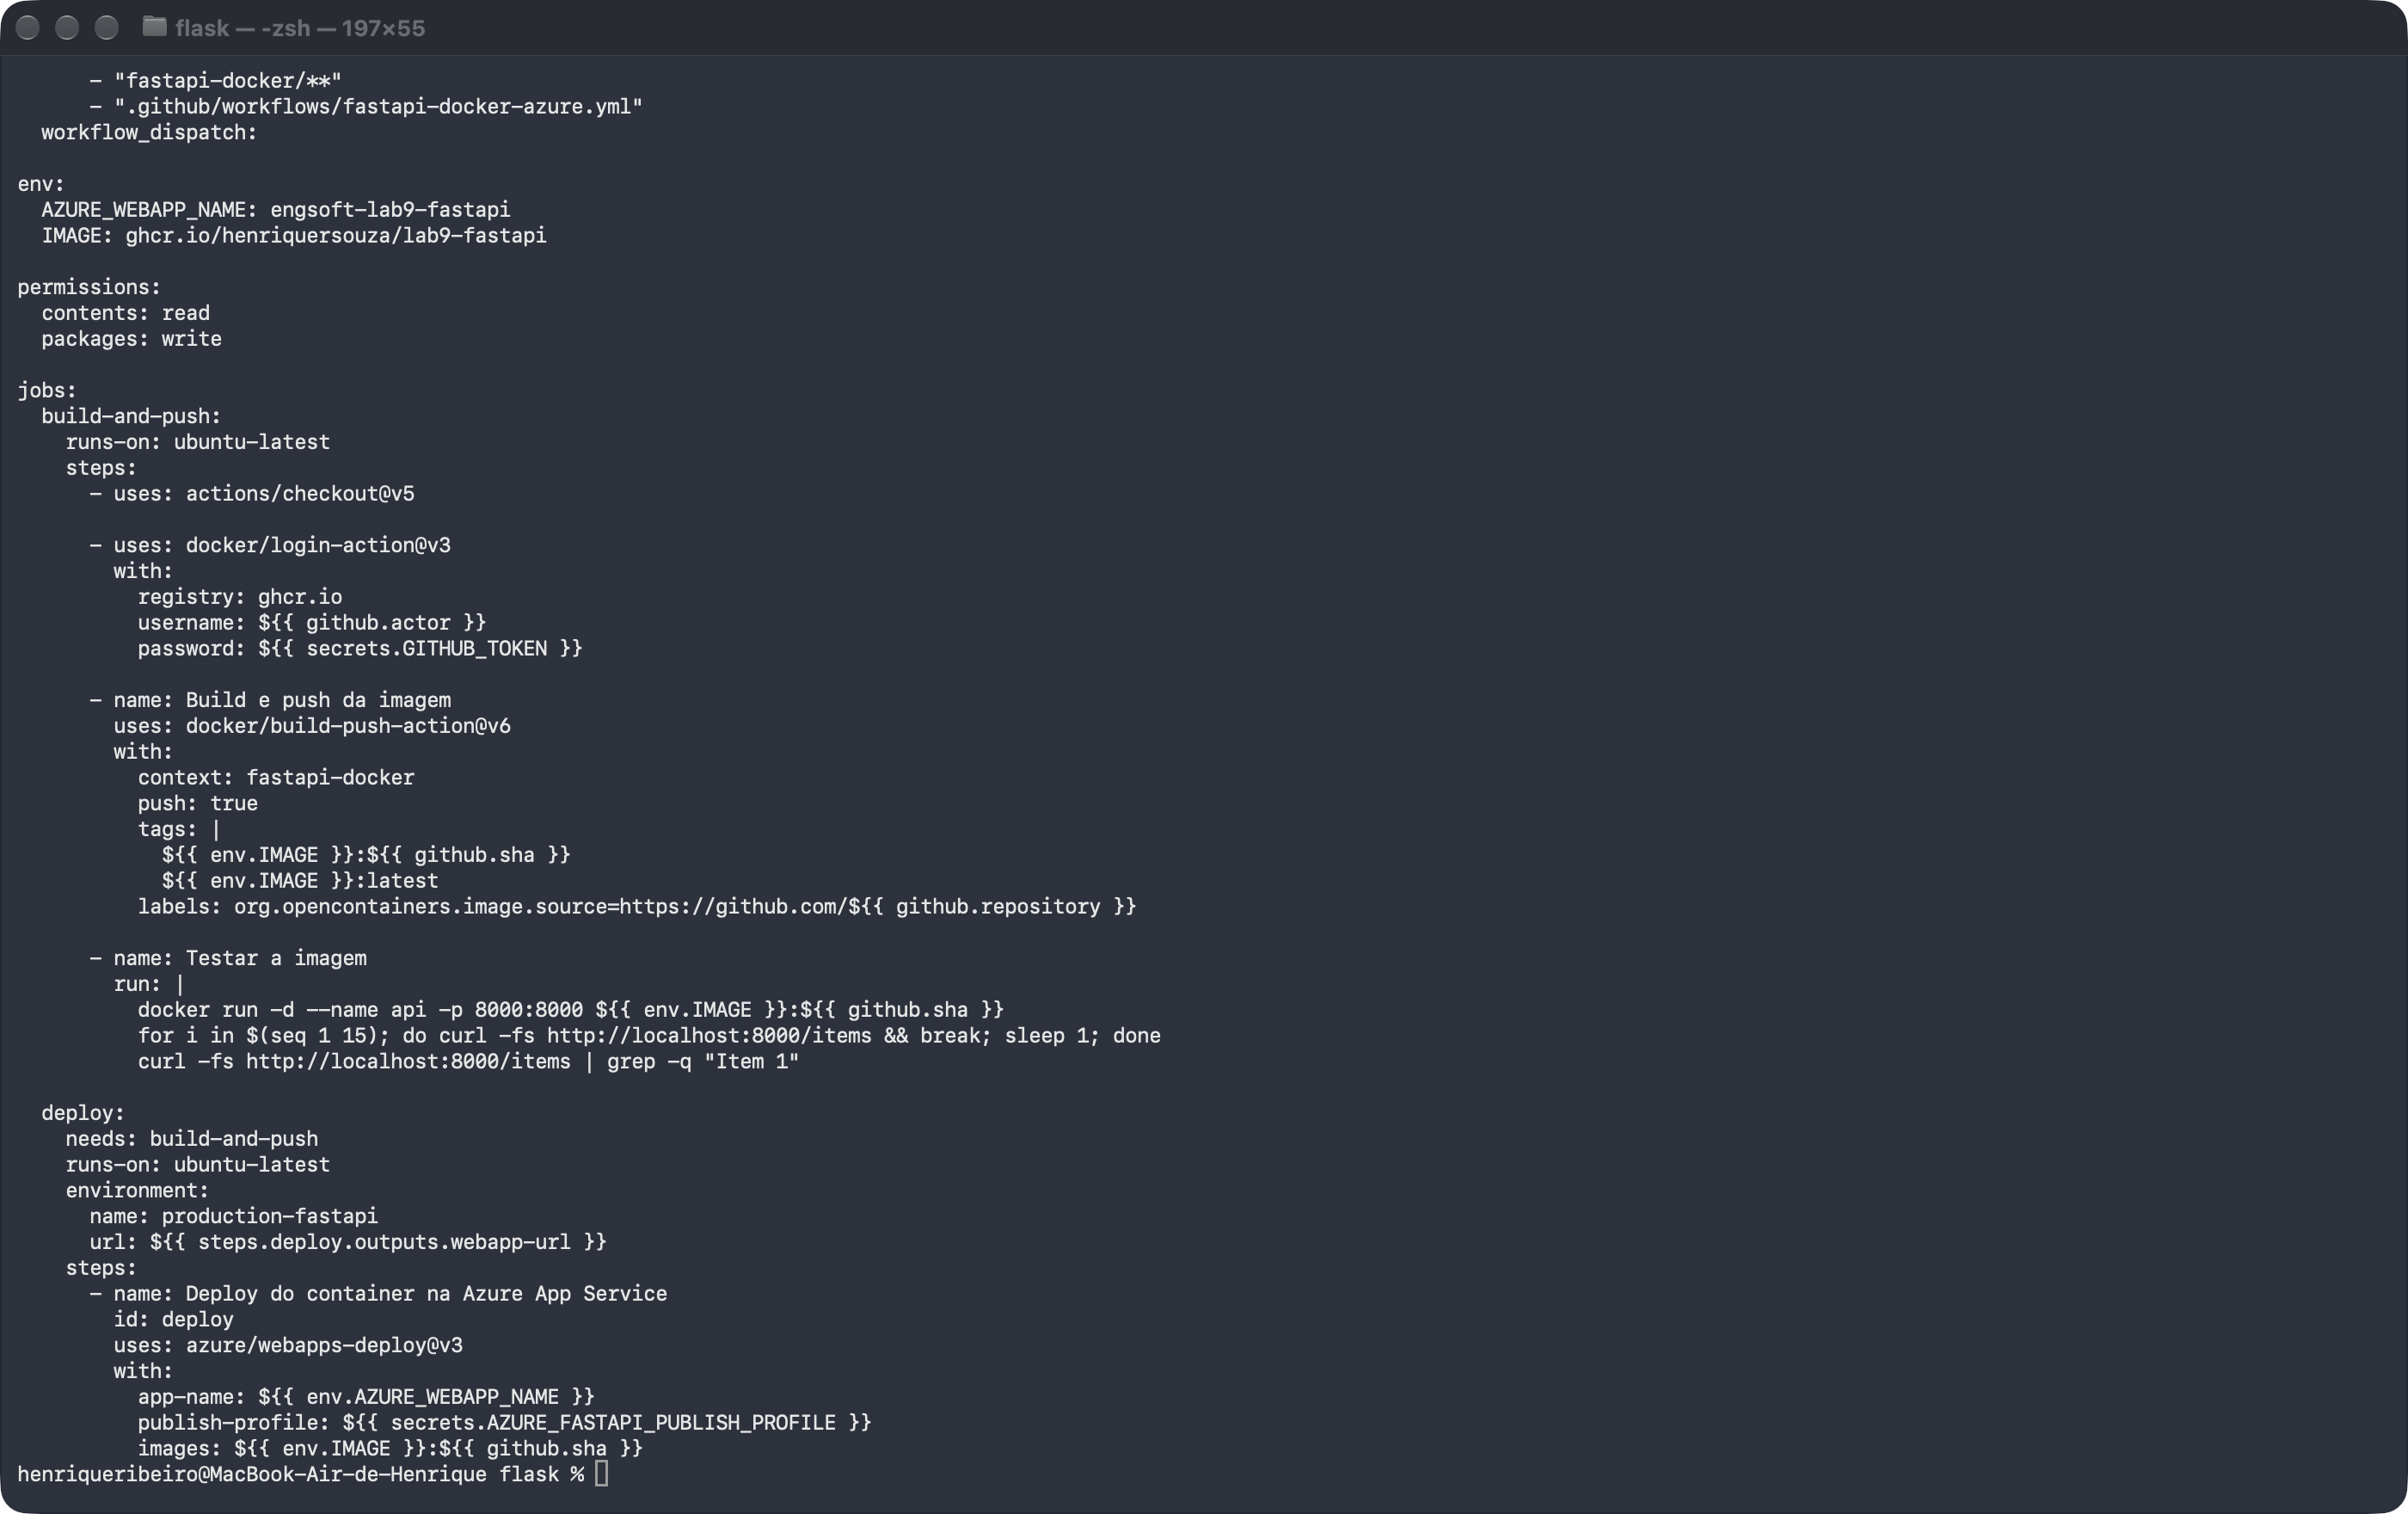 flask — -zsh — 197×55
      - "fastapi-docker/**"
      - ".github/workflows/fastapi-docker-azure.yml"
  workflow_dispatch:

env:
  AZURE_WEBAPP_NAME: engsoft-lab9-fastapi
  IMAGE: ghcr.io/henriquersouza/lab9-fastapi

permissions:
  contents: read
  packages: write

jobs:
  build-and-push:
    runs-on: ubuntu-latest
    steps:
      - uses: actions/checkout@v5

      - uses: docker/login-action@v3
        with:
          registry: ghcr.io
          username: ${{ github.actor }}
          password: ${{ secrets.GITHUB_TOKEN }}

      - name: Build e push da imagem
        uses: docker/build-push-action@v6
        with:
          context: fastapi-docker
          push: true
          tags: |
            ${{ env.IMAGE }}:${{ github.sha }}
            ${{ env.IMAGE }}:latest
          labels: org.opencontainers.image.source=https://github.com/${{ github.repository }}

      - name: Testar a imagem
        run: |
          docker run -d --name api -p 8000:8000 ${{ env.IMAGE }}:${{ github.sha }}
          for i in $(seq 1 15); do curl -fs http://localhost:8000/items && break; sleep 1; done
          curl -fs http://localhost:8000/items | grep -q "Item 1"

  deploy:
    needs: build-and-push
    runs-on: ubuntu-latest
    environment:
      name: production-fastapi
      url: ${{ steps.deploy.outputs.webapp-url }}
    steps:
      - name: Deploy do container na Azure App Service
        id: deploy
        uses: azure/webapps-deploy@v3
        with:
          app-name: ${{ env.AZURE_WEBAPP_NAME }}
          publish-profile: ${{ secrets.AZURE_FASTAPI_PUBLISH_PROFILE }}
          images: ${{ env.IMAGE }}:${{ github.sha }}
henriqueribeiro@MacBook-Air-de-Henrique flask %